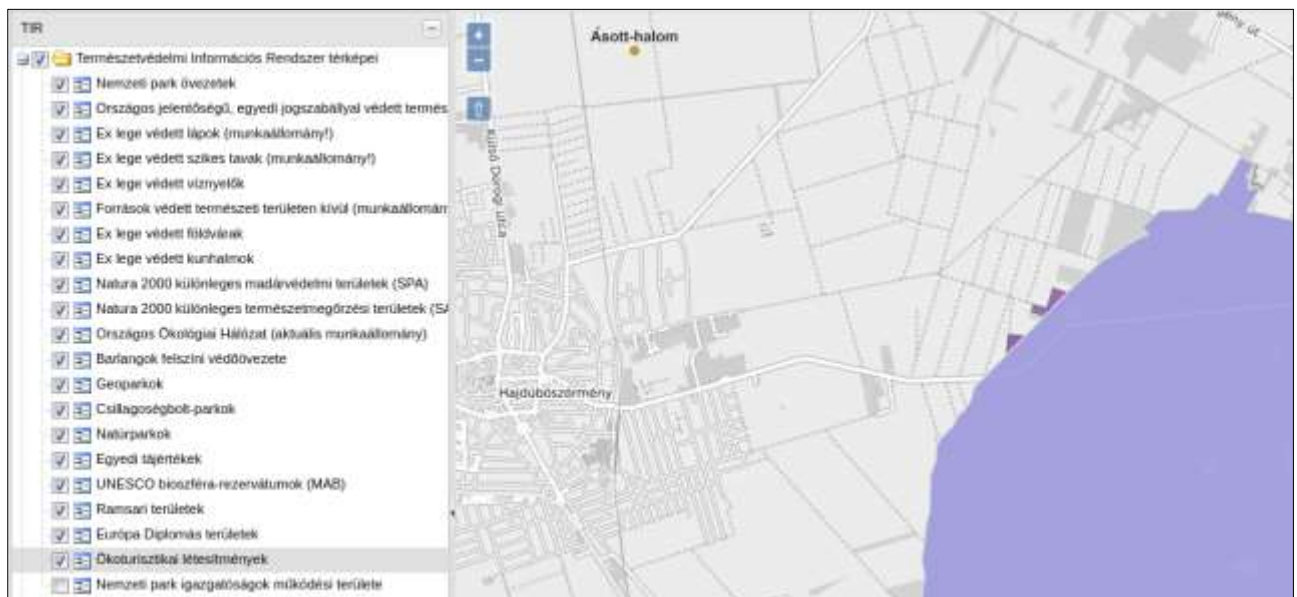 TIR
Természetvédelmi Információs Rendszer térképei
Nemzeti park övezetek
Országos jelentőségű, egyedi jogszabállyal védett termés
Ex lege védett lápok (munkaállomány!)
Ex lege védett szikes tavak (munkaállomány!)
Ex lege védett víznyelők
Források védett természeti területen kívül (munkaállomán
Ex lege védett földvárak
Ex lege védett kunhalmok
Natura 2000 különleges madárvédelmi területek (SPA)
Natura 2000 különleges természetmegőrzési területek (SA
Országos Ökológiai Hálózat (aktuális munkaállomány)
Barlangok felszíni védőövezete
Geoparkok
Csillagoségbolt-parkok
Natúrparkok
Egyedi tájértékek
UNESCO bioszféra-rezervátumok (MAB)
Ramsari területek
Európa Diplomás területek
Ökoturisztikai létesítmények
Nemzeti park igazgatóságok működési területe
Ásott-halom
Hajdúböszörmény